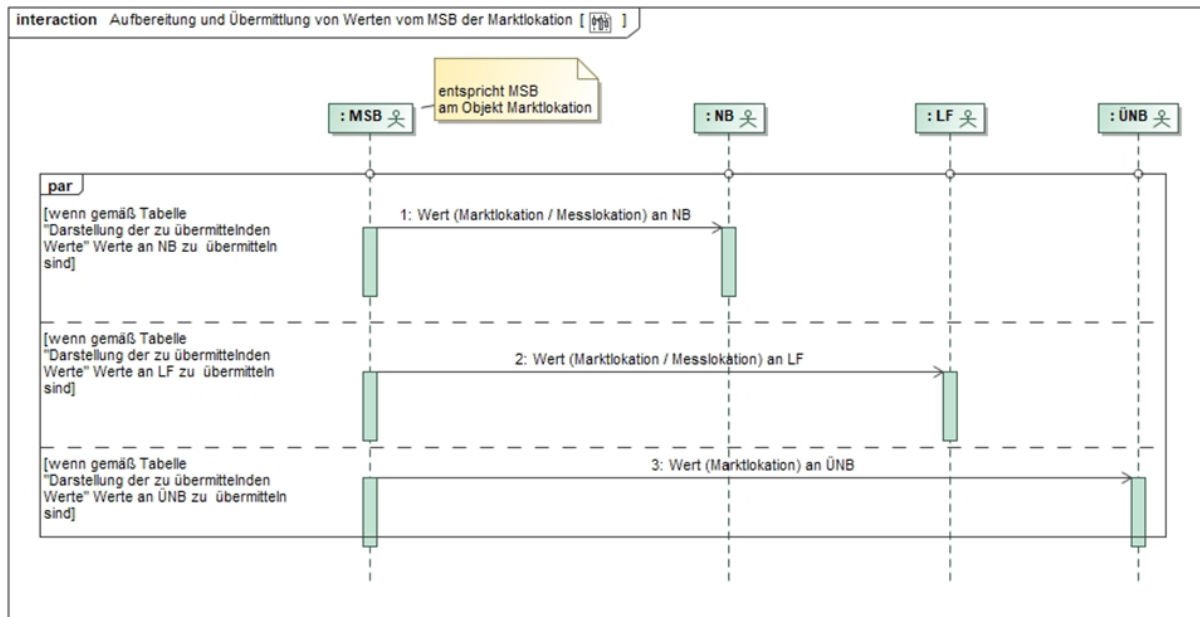 interaction Aufbereitung und Übermittlung von Werten vom MSB der Marktlokation [ ]
entspricht MSB
am Objekt Marktlokation
: MSB
: NB
: LF
: ÜNB
par
[wenn gemäß Tabelle
"Darstellung der zu übermittelnden
Werte" Werte an NB zu übermitteln
sind]
1: Wert (Marktlokation / Messlokation) an NB
[wenn gemäß Tabelle
"Darstellung der zu übermittelnden
Werte" Werte an LF zu übermitteln
sind]
2: Wert (Marktlokation / Messlokation) an LF
[wenn gemäß Tabelle
"Darstellung der zu übermittelnden
Werte" Werte an ÜNB zu übermitteln
sind]
3: Wert (Marktlokation) an ÜNB